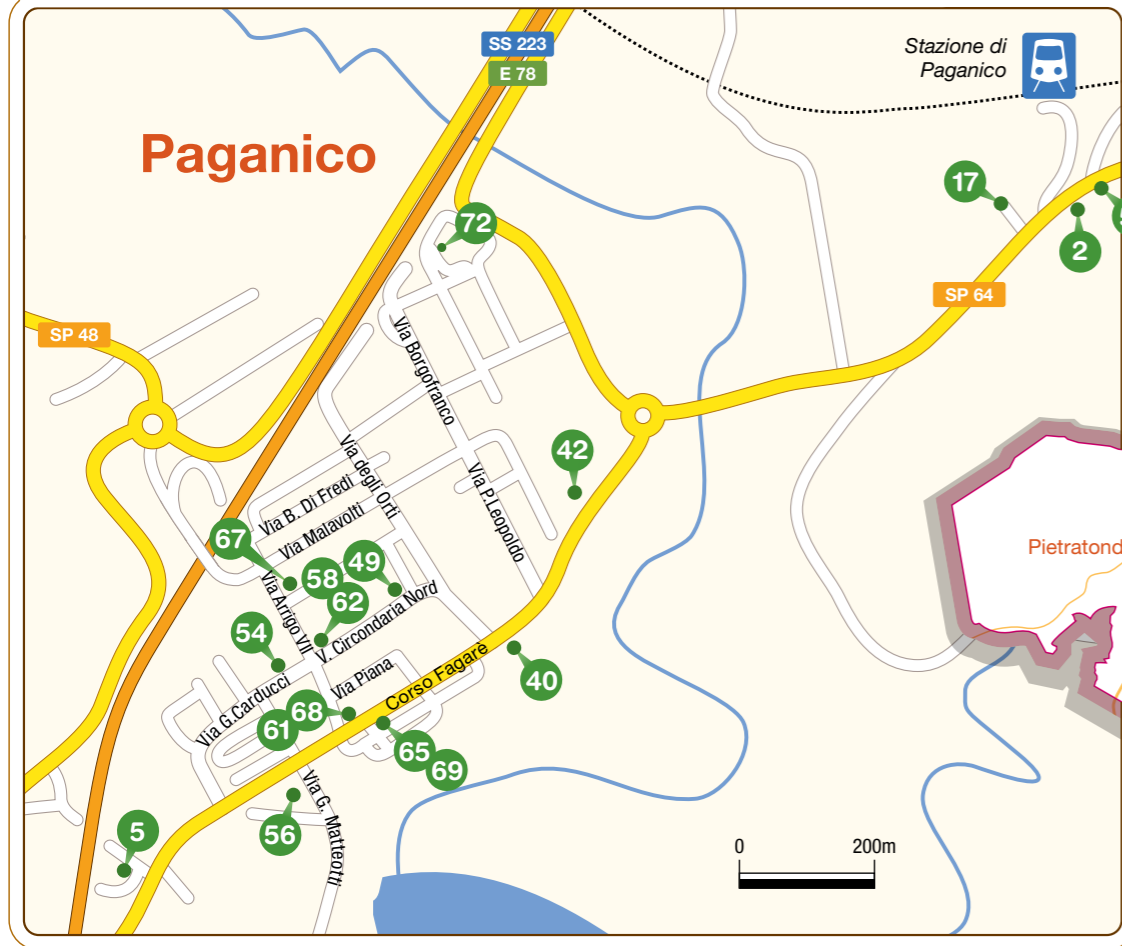 SS 223
E 78
Stazione di
Paganico
Paganico
17
72
2
SP 64
SP 48
Via Borgofranco
42
Via degli Orti
Via P.Leopoldo
Via B. Di Fredi
Via Malavolti
67
58
49
62
Via Arrigo VII
V. Circondaria Nord
54
Via Piana
Corso Fagarè
40
Via G.Carducci
61
68
65
69
Via G. Matteotti
56
5
Pietratond
0
200m